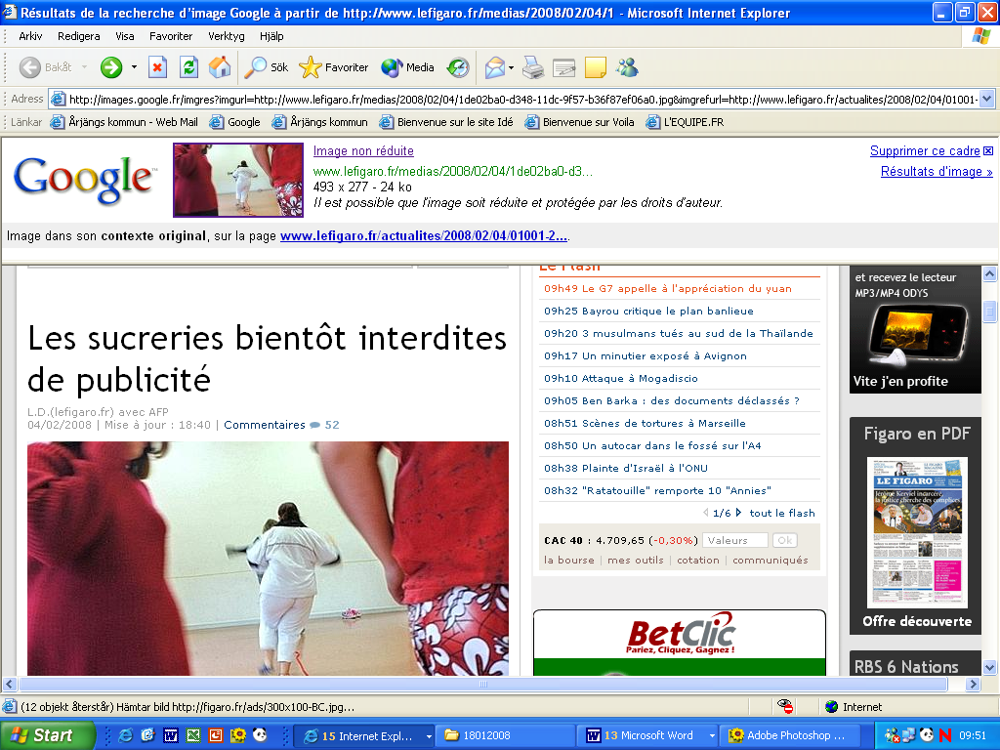 Résultats de la recherche d'image Google à partir de http://www.lefigaro.fr/medias/2008/02/04/1 - Microsoft Internet Explorer
Arkiv Redigera Visa Favoriter Verktyg Hjälp
Bakåt Sök Favoriter Media
Adress http://images.google.fr/imgres?imgurl=http://www.lefigaro.fr/medias/2008/02/04/1de02ba0-d348-11dc-9f57-b36f87ef06a0.jpg&imgrefurl=http://www.lefigaro.fr/actualites/2008/02/04/01001-
Länkar Årjängs kommun - Web Mail Google Årjängs kommun Bienvenue sur le site Idé Bienvenue sur Voila L'EQUIPE.FR
Google
Image non réduite
www.lefigaro.fr/medias/2008/02/04/1de02ba0-d3...
493 x 277 - 24 ko
Il est possible que l'image soit réduite et protégée par les droits d'auteur.
Supprimer ce cadre
Résultats d'image »
Image dans son contexte original, sur la page www.lefigaro.fr/actualites/2008/02/04/01001-2....
Les sucreries bientôt interdites
de publicité
L.D.(lefigaro.fr) avec AFP
04/02/2008 | Mise à jour : 18:40 | Commentaires 52
Le Flash
09h49 Le G7 appelle à l'appréciation du yuan
09h25 Bayrou critique le plan banlieue
09h20 3 musulmans tués au sud de la Thaïlande
09h17 Un minutier exposé à Avignon
09h10 Attaque à Mogadiscio
09h05 Ben Barka : des documents déclassés ?
08h51 Scènes de tortures à Marseille
08h50 Un autocar dans le fossé sur l'A4
08h38 Plainte d'Israël à l'ONU
08h32 "Ratatouille" remporte 10 "Annies"
1/6 tout le flash
CAC 40 : 4.709,65 (-0,30%) Valeurs Ok
la bourse | mes outils | cotation | communiqués
BetClic
Pariez, Cliquez, Gagnez !
et recevez le lecteur
MP3/MP4 ODYS
Vite j'en profite
Figaro en PDF
LE FIGARO
Jérôme Kerviel incarcéré,
la justice cherche des complices
Offre découverte
RBS 6 Nations
(12 objekt återstår) Hämtar bild http://figaro.fr/ads/300x100-BC.jpg...
Internet
Start 15 Internet Expl... 18012008 13 Microsoft Word Adobe Photoshop ... 09:51